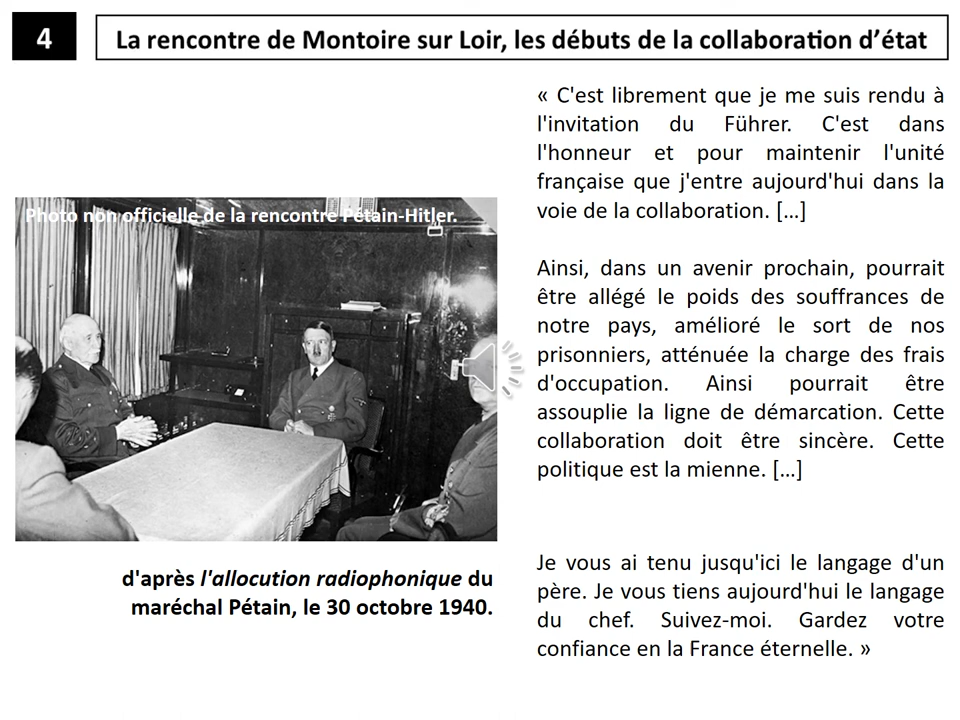 4
La rencontre de Montoire sur Loir, les débuts de la collaboration d’état
« C'est librement que je me suis rendu à
l'invitation du Führer. C'est dans
l'honneur et pour maintenir l'unité
française que j'entre aujourd'hui dans la
voie de la collaboration. […]
Ainsi, dans un avenir prochain, pourrait
être allégé le poids des souffrances de
notre pays, amélioré le sort de nos
prisonniers, atténuée la charge des frais
d'occupation. Ainsi pourrait être
assouplie la ligne de démarcation. Cette
collaboration doit être sincère. Cette
politique est la mienne. […]
Je vous ai tenu jusqu'ici le langage d'un
père. Je vous tiens aujourd'hui le langage
du chef. Suivez-moi. Gardez votre
confiance en la France éternelle. »
Photo non officielle de la rencontre Pétain-Hitler.
d'après l'allocution radiophonique du
maréchal Pétain, le 30 octobre 1940.